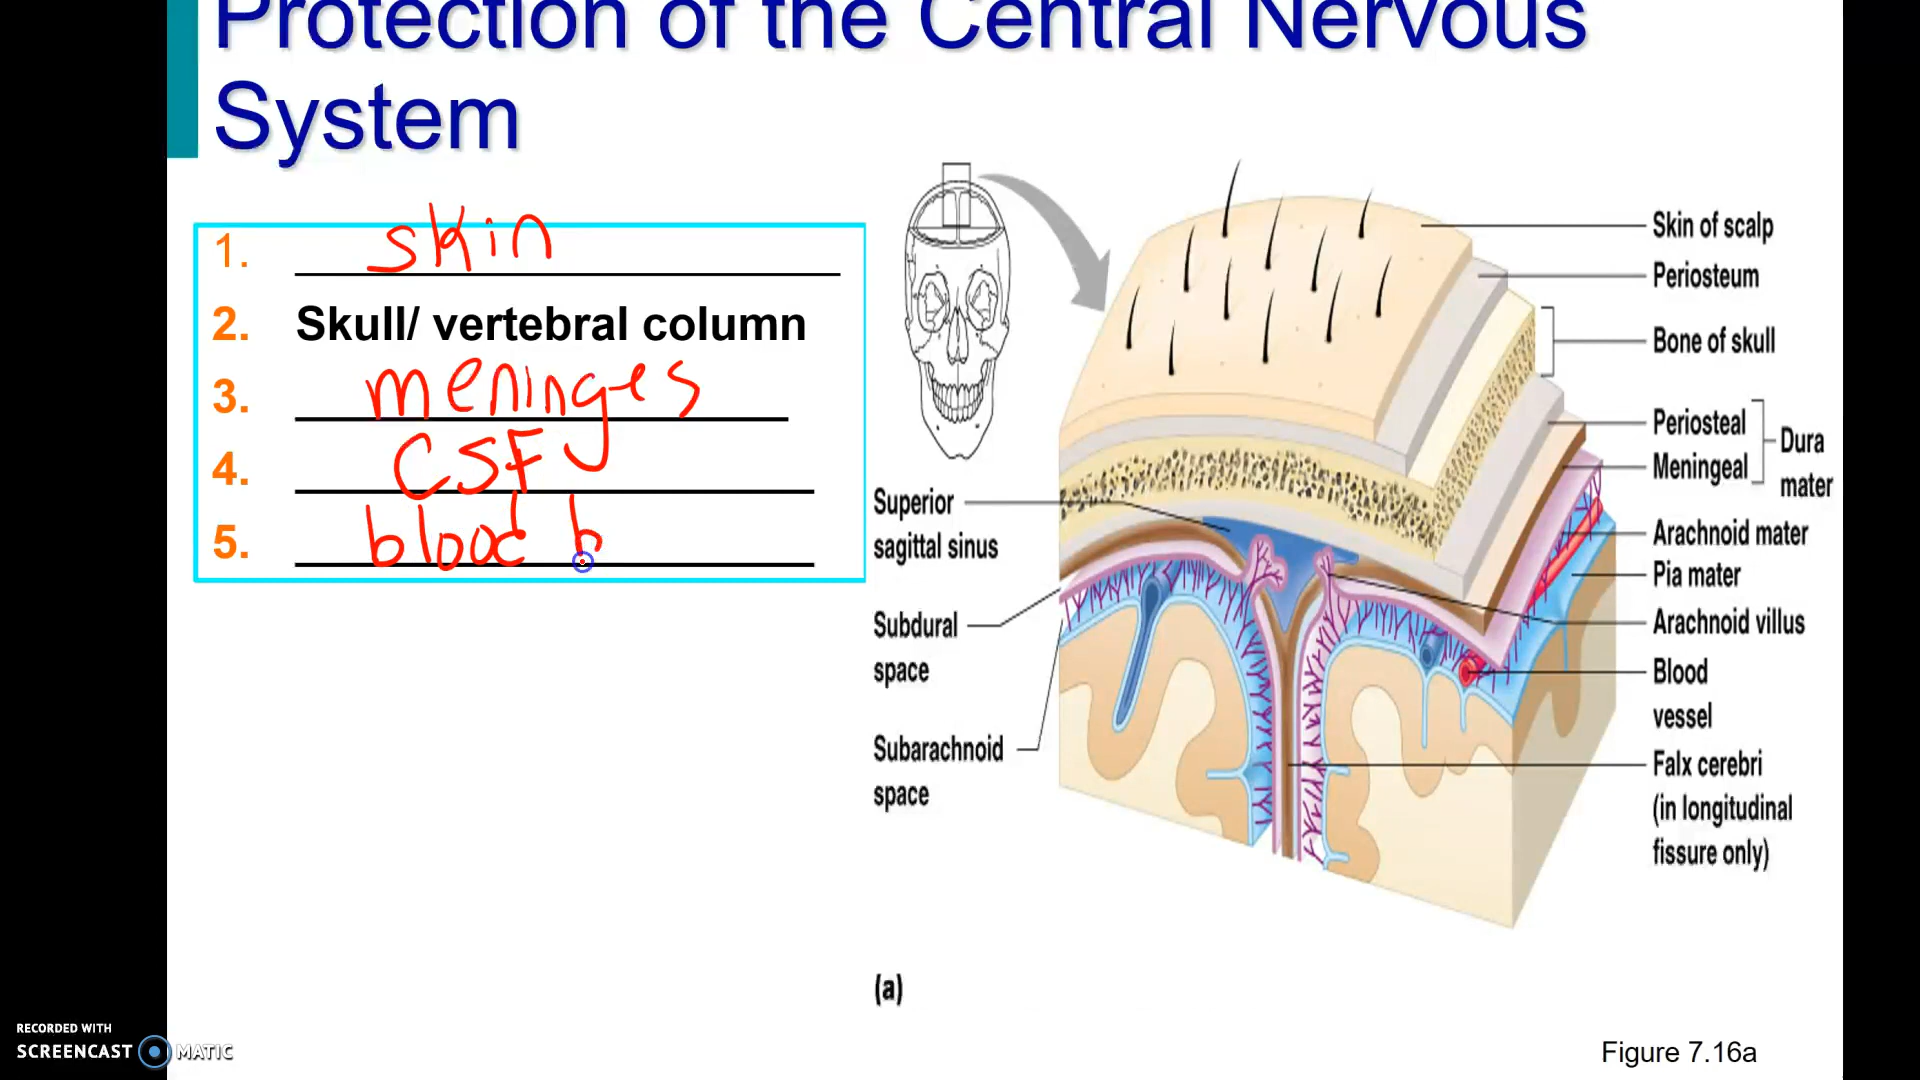 Protection of the Central Nervous
System
1. skin
2. Skull/ vertebral column
3. meninges
4. CSF
5. blood b
Skin of scalp
Periosteum
Bone of skull
Periosteal
Meningeal
Dura
mater
Superior
sagittal sinus
Arachnoid mater
Pia mater
Arachnoid villus
Subdural
space
Blood
vessel
Subarachnoid
space
Falx cerebri
(in longitudinal
fissure only)
(a)
Figure 7.16a
RECORDED WITH
SCREENCAST MATIC